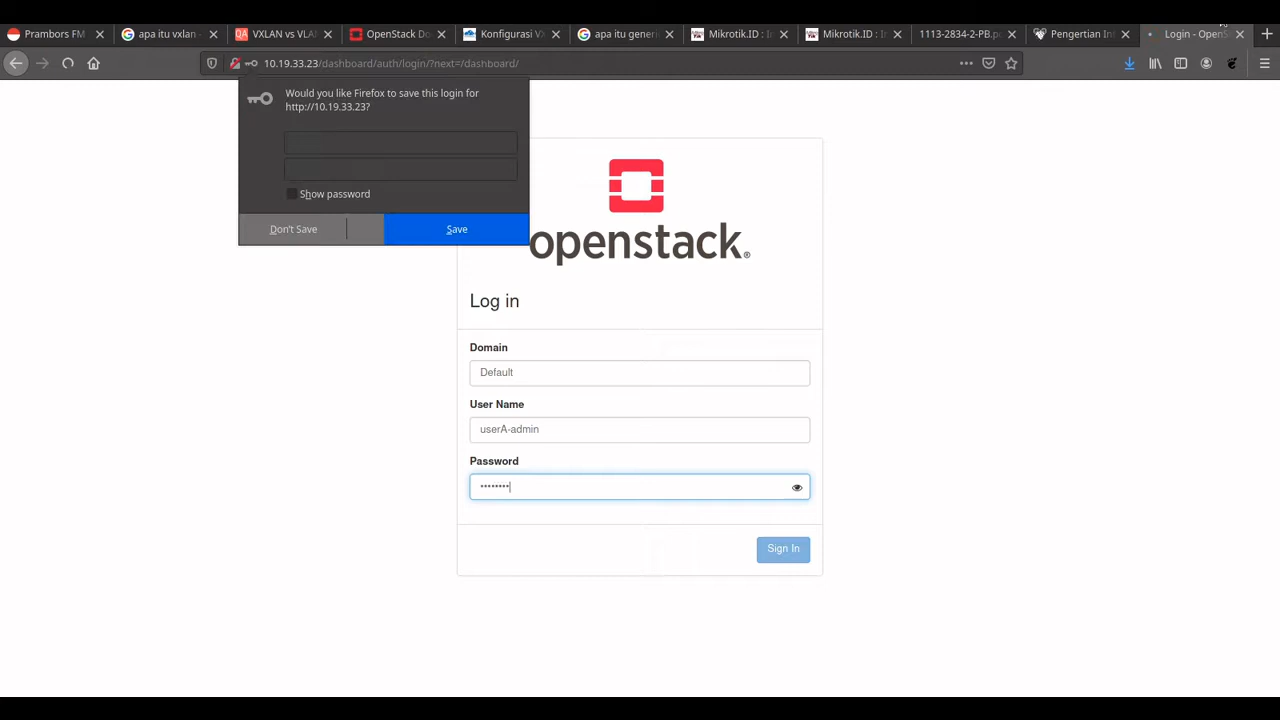 Prambors FM
apa itu vxlan -
VXLAN vs VLA
OpenStack Do
Konfigurasi VX
apa itu generi
Mikrotik.ID : I
Mikrotik.ID : I
1113-2834-2-PB.p
Pengertian In
Login - OpenS
10.19.33.23/dashboard/auth/login/?next=/dashboard/
Would you like Firefox to save this login for
http://10.19.33.23?
Show password
Don't Save
Save
openstack.
Log in
Domain
Default
User Name
userA-admin
Password
••••••••
Sign In